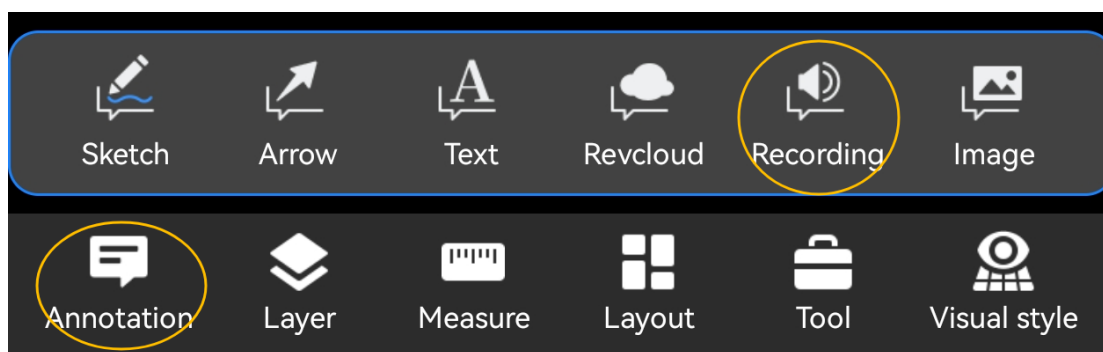 Sketch Arrow Text Revcloud Recording Image
Annotation Layer Measure Layout Tool Visual style